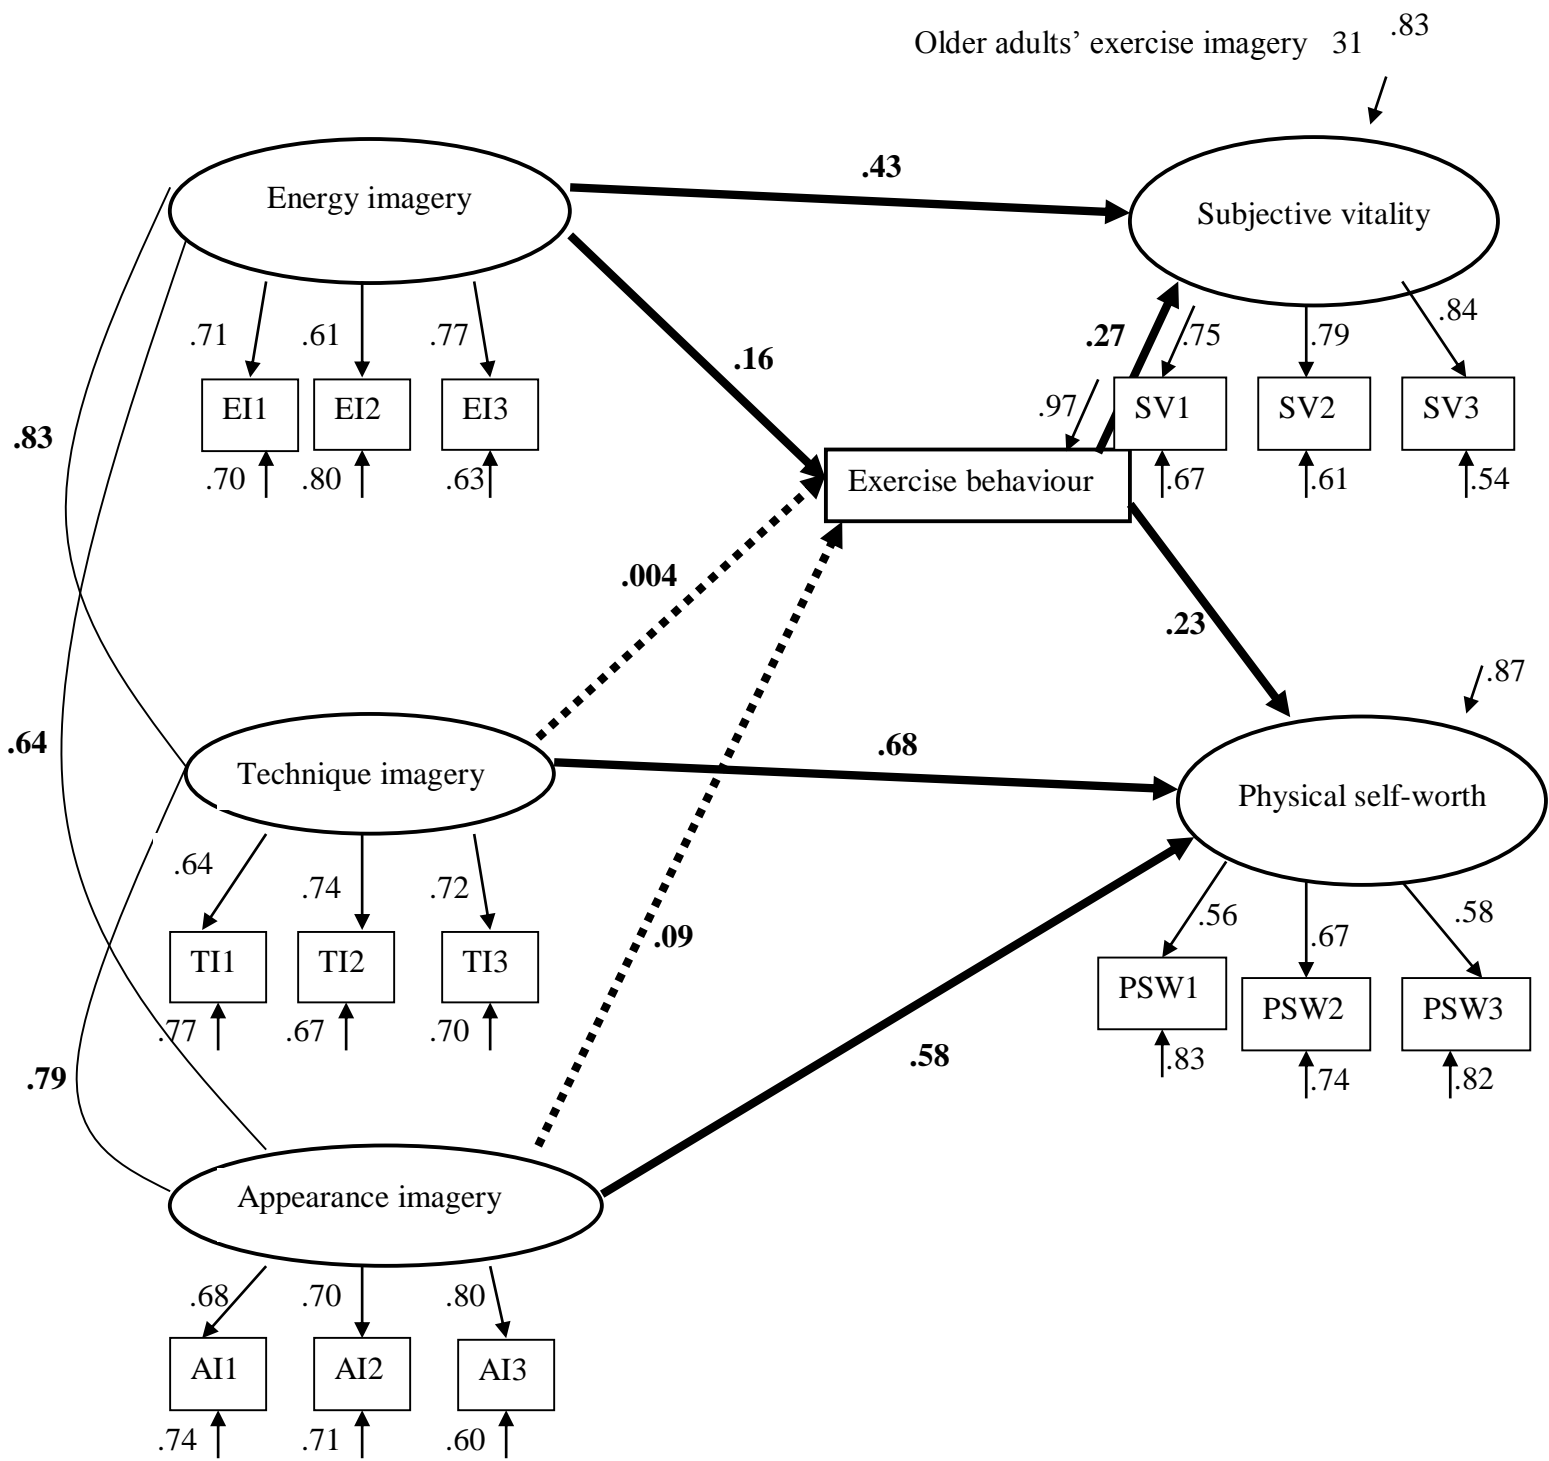 Older adults’ exercise imagery 31
.83
Energy imagery
.43
Subjective vitality
.71
.61
.77
.16
.27
.75
.79
.84
EI1
EI2
EI3
.97
SV1
SV2
SV3
.83
.70
.80
.63
Exercise behaviour
.67
.61
.54
.004
.23
.87
.64
Technique imagery
.68
Physical self-worth
.64
.74
.72
.09
.56
.67
.58
TI1
TI2
TI3
PSW1
PSW2
PSW3
.77
.67
.70
.58
.83
.74
.82
.79
Appearance imagery
.68
.70
.80
AI1
AI2
AI3
.74
.71
.60